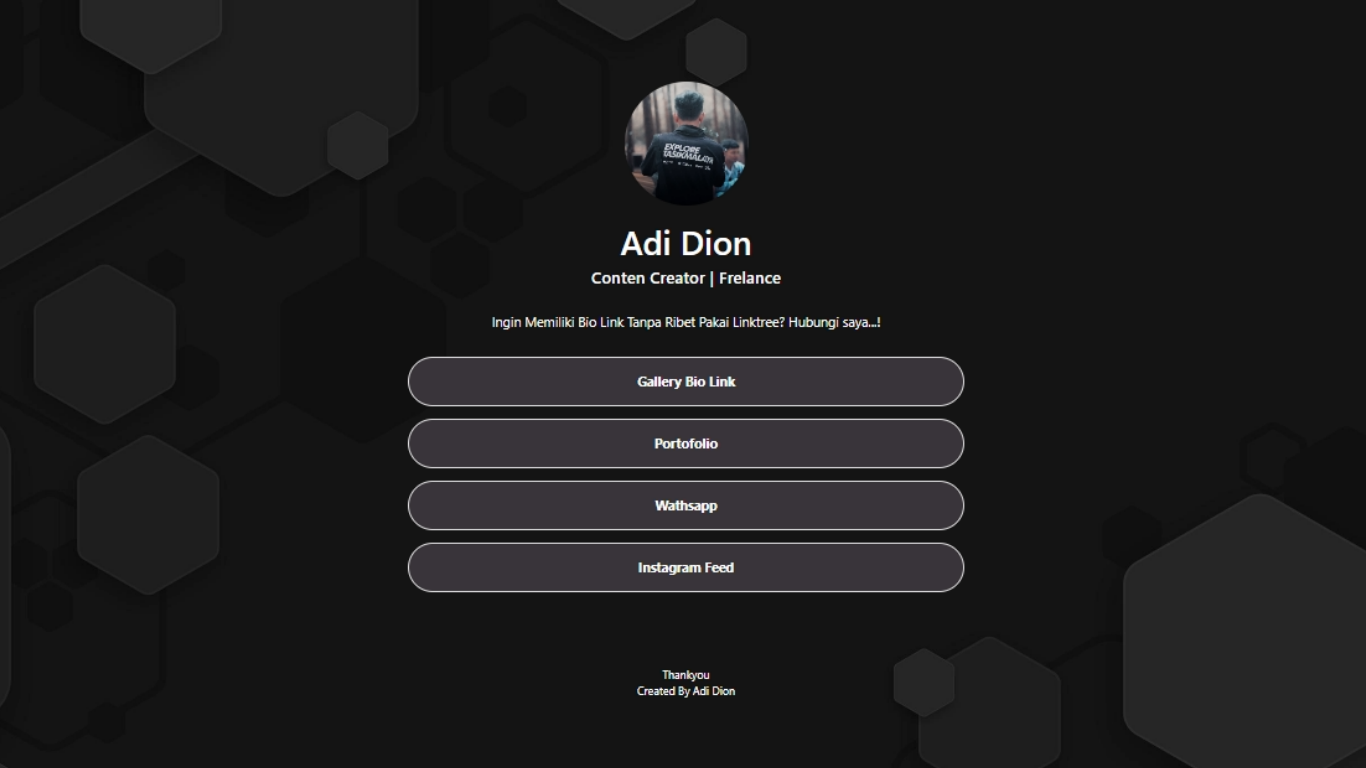 EXPLORE
TASIKMALAYA
Adi Dion
Conten Creator | Frelance
Ingin Memiliki Bio Link Tanpa Ribet Pakai Linktree? Hubungi saya...!
Gallery Bio Link
Portofolio
Wathsapp
Instagram Feed
Thankyou
Created By Adi Dion